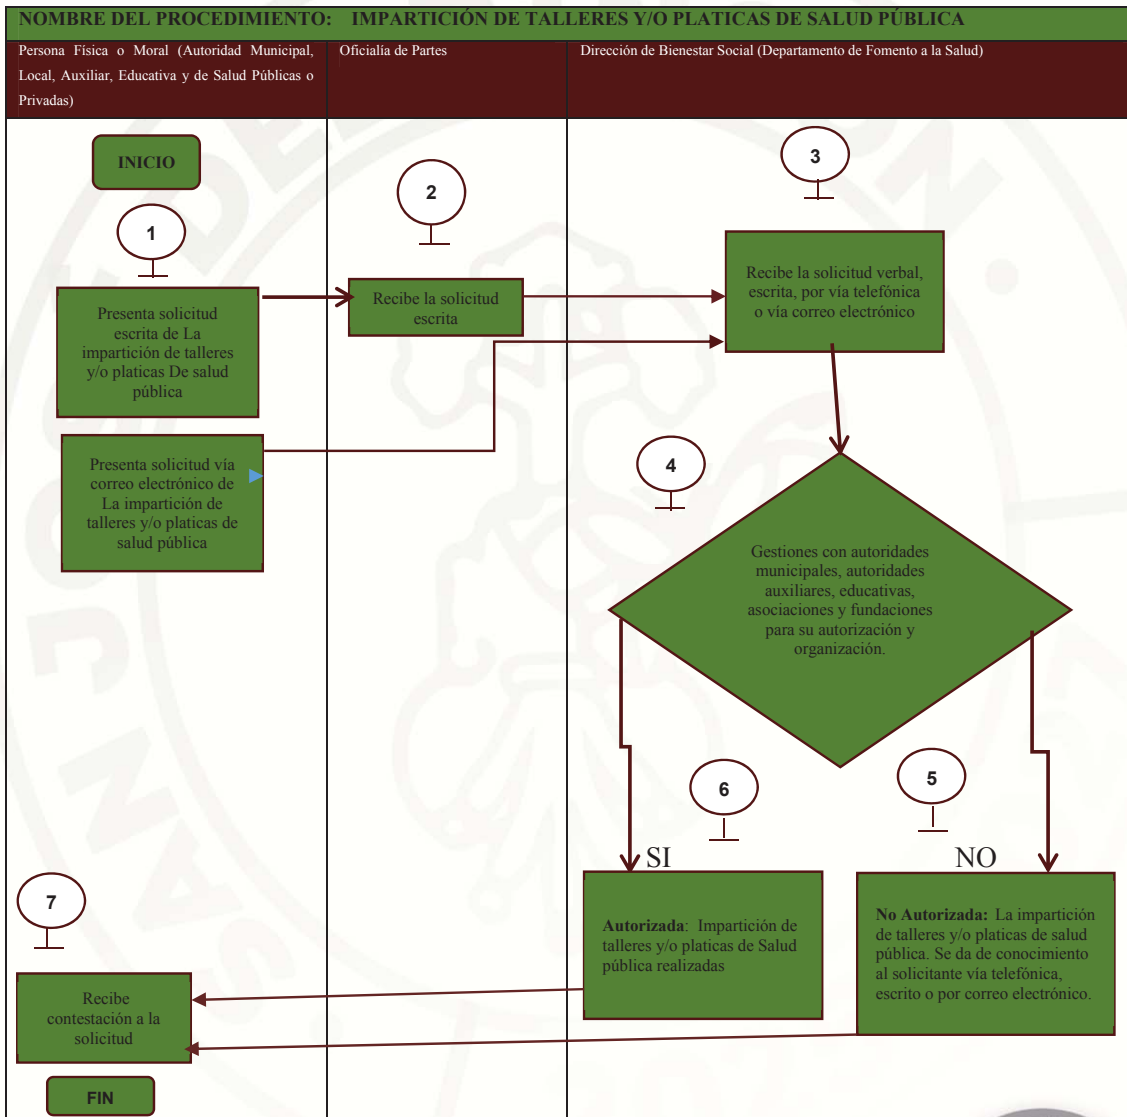 NOMBRE DEL PROCEDIMIENTO: IMPARTICIÓN DE TALLERES Y/O PLATICAS DE SALUD PÚBLICA
Persona Física o Moral (Autoridad Municipal,
Local, Auxiliar, Educativa y de Salud Públicas o
Privadas)
Oficialía de Partes
Dirección de Bienestar Social (Departamento de Fomento a la Salud)
INICIO
1
Presenta solicitud
escrita de La
impartición de talleres
y/o platicas De salud
pública
Presenta solicitud vía
correo electrónico de
La impartición de
talleres y/o platicas de
salud pública
2
Recibe la solicitud
escrita
3
Recibe la solicitud verbal,
escrita, por vía telefónica
o vía correo electrónico
4
Gestiones con autoridades
municipales, autoridades
auxiliares, educativas,
asociaciones y fundaciones
para su autorización y
organización.
6
5
SI
NO
Autorizada: Impartición de
talleres y/o platicas de Salud
pública realizadas
No Autorizada: La impartición
de talleres y/o platicas de salud
pública. Se da de conocimiento
al solicitante vía telefónica,
escrito o por correo electrónico.
7
Recibe
contestación a la
solicitud
FIN